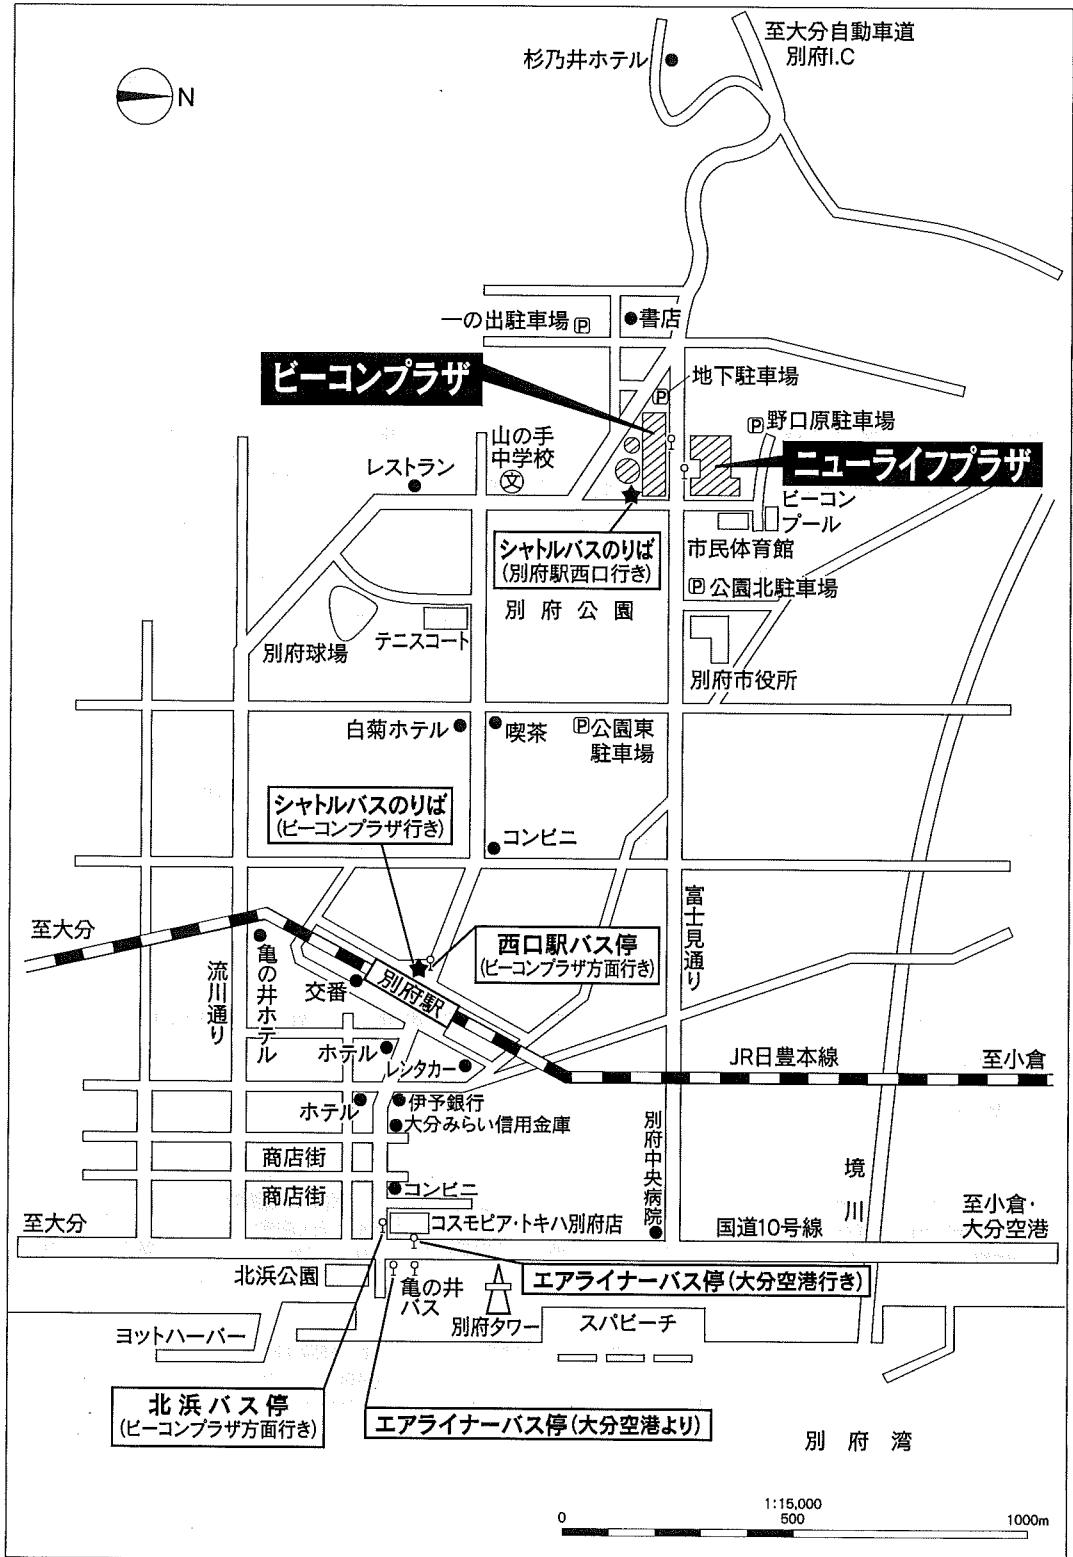 至大分自動車道
別府I.C
杉乃井ホテル
N
一の出駐車場 P
書店
ビーコンプラザ
地下駐車場
P
P 野口原駐車場
山の手
中学校
文
レストラン
ニューライフプラザ
ビーコン
プール
シャトルバスのりば
(別府駅西口行き)
市民体育館
P 公園北駐車場
別府公園
別府球場
テニスコート
別府市役所
白菊ホテル
喫茶
P公園東
駐車場
シャトルバスのりば
(ビーコンプラザ行き)
コンビニ
富士見通り
至大分
西口駅バス停
(ビーコンプラザ方面行き)
流川通り
亀の井ホテル
交番
別府駅
ホテル
レンタカー
JR日豊本線
至小倉
ホテル
伊予銀行
大分みらい信用金庫
別府中央病院
商店街
境川
コンビニ
商店街
至大分
コスモピア・トキハ別府店
国道10号線
至小倉・
大分空港
北浜公園
亀の井
バス
エアライナーバス停(大分空港行き)
別府タワー
スパビーチ
ヨットハーバー
北浜バス停
(ビーコンプラザ方面行き)
エアライナーバス停(大分空港より)
別府湾
1:15,000
0 500 1000m